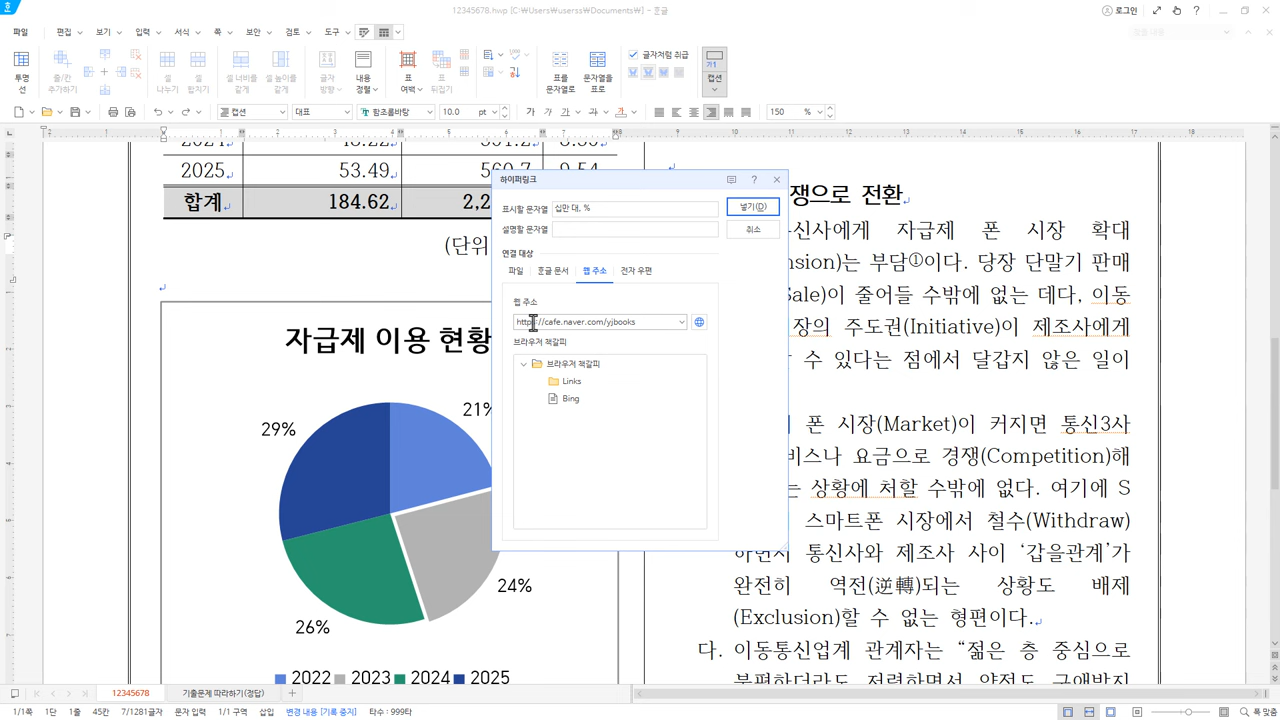 12345678.hwp [C:₩Users₩userss₩Documents₩] - 한글
로그인
파일 편집 보기 입력 서식 쪽 보안 검토 도구
투명 선
줄/칸 추가하기
셀 나누기
셀 합치기
셀 너비를 같게
셀 높이를 같게
글자 방향
내용 정렬
표 여백
표 뒤집기
표를 문자열로
문자열을 표로
글자처럼 취급
캡션
캡션 대표 함초롬바탕 10.0 pt 가 가 가 가 가 150 %
2025 53.49 560.7 9.54
합계 184.62 2,2
(단위
자급제 이용 현황
29%
21%
24%
26%
2022 2023 2024 2025
하이퍼링크
표시할 문자열 십만 대, %
넣기(D)
설명할 문자열
취소
연결 대상
파일 한글 문서 웹 주소 전자 우편
웹 주소
https://cafe.naver.com/yjbooks
브라우저 책갈피
브라우저 책갈피
Links
Bing
쟁으로 전환
신사에게 자급제 폰 시장 확대
nsion)는 부담①이다. 당장 단말기 판매
Sale)이 줄어들 수밖에 없는 데다, 이동
장의 주도권(Initiative)이 제조사에게
수 있다는 점에서 달갑지 않은 일이
폰 시장(Market)이 커지면 통신3사
비스나 요금으로 경쟁(Competition)해
는 상황에 처할 수밖에 없다. 여기에 S
스마트폰 시장에서 철수(Withdraw)
하면서 통신사와 제조사 사이 ‘갑을관계’가
완전히 역전(逆轉)되는 상황도 배제
(Exclusion)할 수 없는 형편이다.
다. 이동통신업계 관계자는 “젊은 층 중심으로
12345678 기출문제 따라하기(정답)
1/1쪽 1단 1줄 45칸 7/1281글자 문자 입력 1/1 구역 삽입 변경 내용 [기록 중지] 타수 : 999타
폭 맞춤